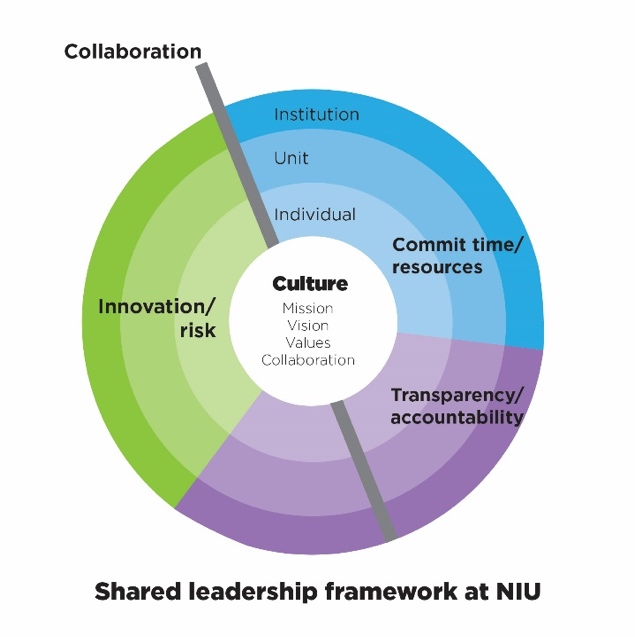 Collaboration
Institution
Unit
Individual
Commit time/
resources
Culture
Mission
Vision
Values
Collaboration
Innovation/
risk
Transparency/
accountability
Shared leadership framework at NIU